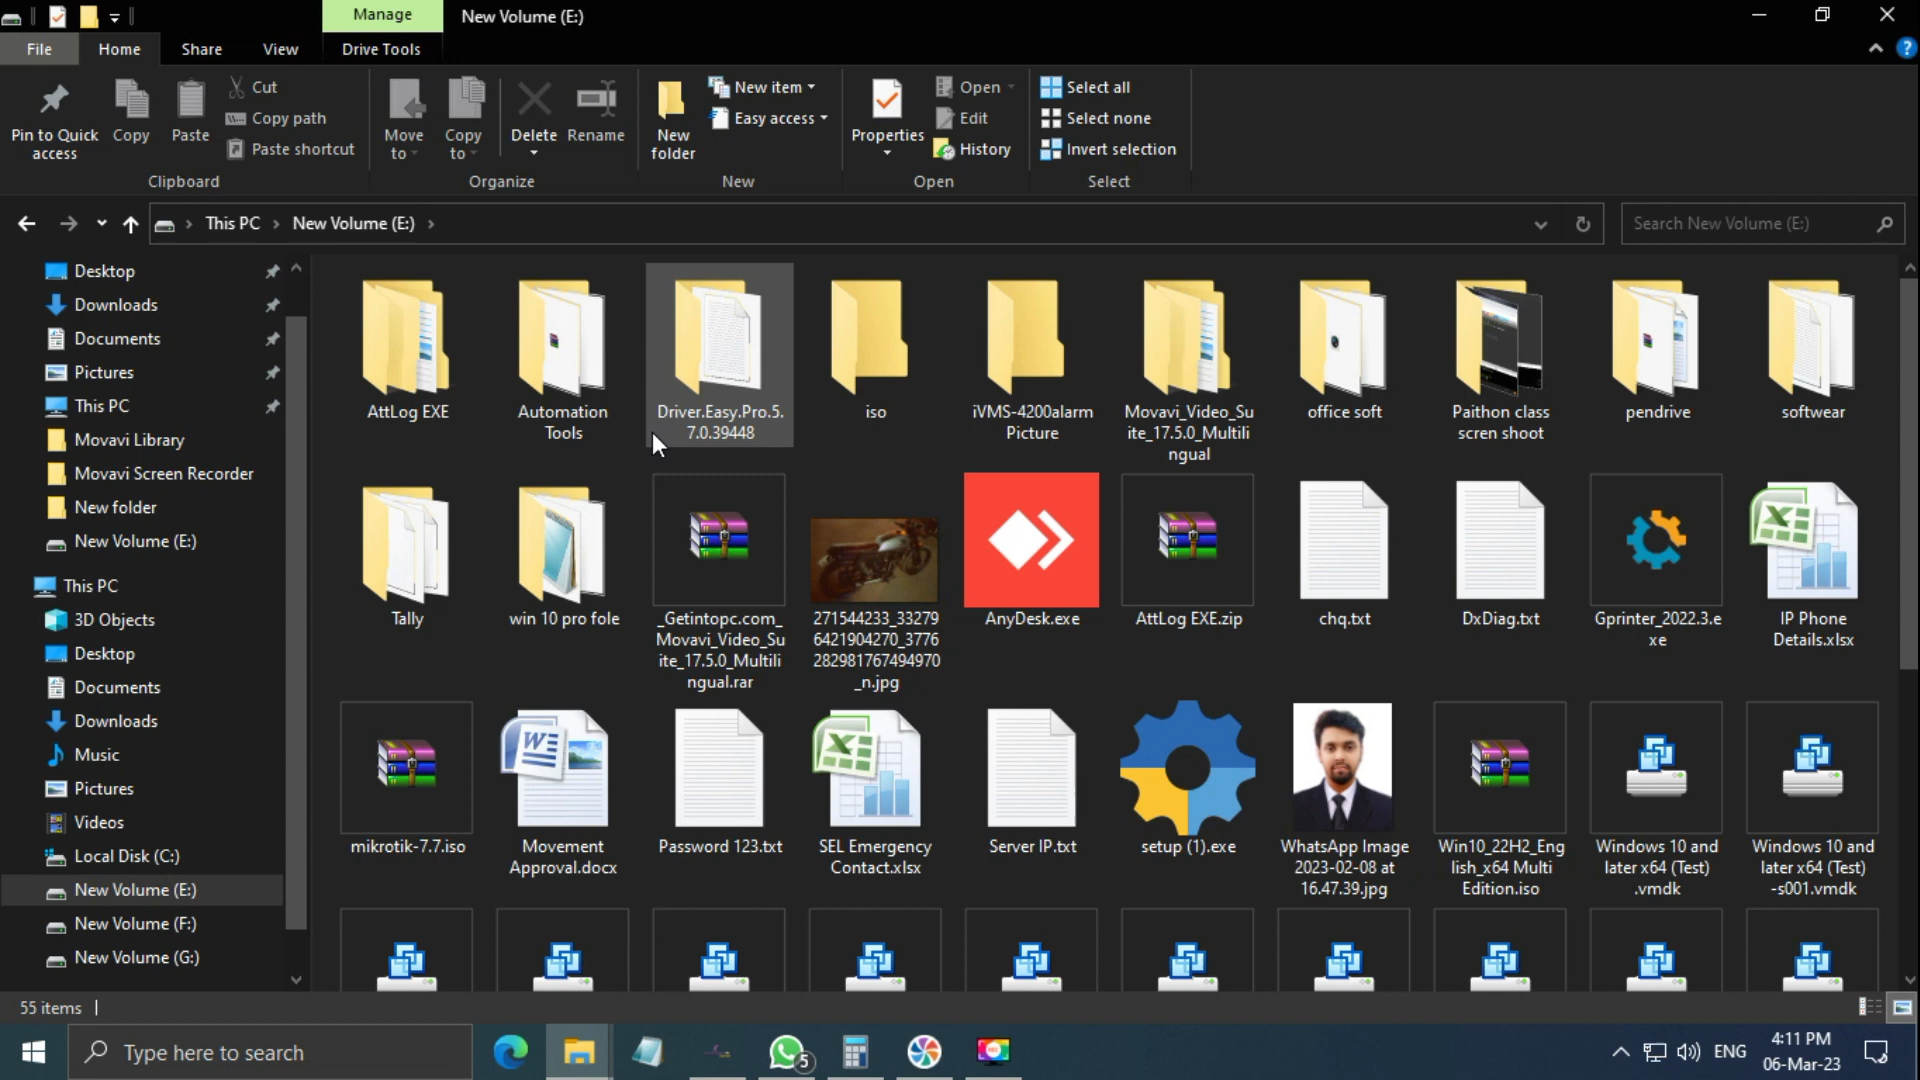 Manage
New Volume (E:)
File
Home
Share
View
Drive Tools
Pin to Quick
access
Copy
Paste
Cut
Copy path
Paste shortcut
Clipboard
Move
to
Copy
to
Delete
Rename
Organize
New
folder
New item
Easy access
New
Properties
Open
Edit
History
Open
Select all
Select none
Invert selection
Select
This PC
New Volume (E:)
Search New Volume (E:)
Desktop
Downloads
Documents
Pictures
This PC
Movavi Library
Movavi Screen Recorder
New folder
New Volume (E:)
This PC
3D Objects
Desktop
Documents
Downloads
Music
Pictures
Videos
Local Disk (C:)
New Volume (E:)
New Volume (F:)
New Volume (G:)
AttLog EXE
Automation
Tools
Driver.Easy.Pro.5.
7.0.39448
iso
iVMS-4200alarm
Picture
Movavi_Video_Su
ite_17.5.0_Multili
ngual
office soft
Paithon class
scren shoot
pendrive
softwear
Tally
win 10 pro fole
_Getintopc.com_
Movavi_Video_Su
ite_17.5.0_Multili
ngual.rar
271544233_33279
6421904270_3776
282981767494970
_n.jpg
AnyDesk.exe
AttLog EXE.zip
chq.txt
DxDiag.txt
Gprinter_2022.3.e
xe
IP Phone
Details.xlsx
mikrotik-7.7.iso
Movement
Approval.docx
Password 123.txt
SEL Emergency
Contact.xlsx
Server IP.txt
setup (1).exe
WhatsApp Image
2023-02-08 at
16.47.39.jpg
Win10_22H2_Eng
lish_x64 Multi
Edition.iso
Windows 10 and
later x64 (Test)
.vmdk
Windows 10 and
later x64 (Test)
-s001.vmdk
55 items
Type here to search
5
ENG
4:11 PM
06-Mar-23